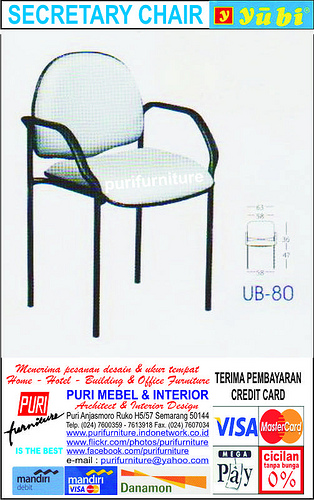 SECRETARY CHAIR
y yūbi®
purifurniture
63
58
36
47
58
UB-80
Menerima pesanan desain & ukur tempat
Home - Hotel - Building & Office Furniture
PURI
furniture
IS THE BEST
PURI MEBEL & INTERIOR
Architect & Interior Design
Puri Anjasmoro Ruko H5/57 Semarang 50144
Telp. (024) 7600359 - 7613918 Fax. (024) 7607034
www.purifurniture.indonetwork.co.id
www.flickr.com/photos/purifurniture
www.facebook.com/purifurniture
e-mail : purifurniture@yahoo.com
TERIMA PEMBAYARAN
CREDIT CARD
VISA
MasterCard
MEGA
Pay
cicilan
tanpa bunga
0%
mandiri
debit
mandiri
VISA
Danamon